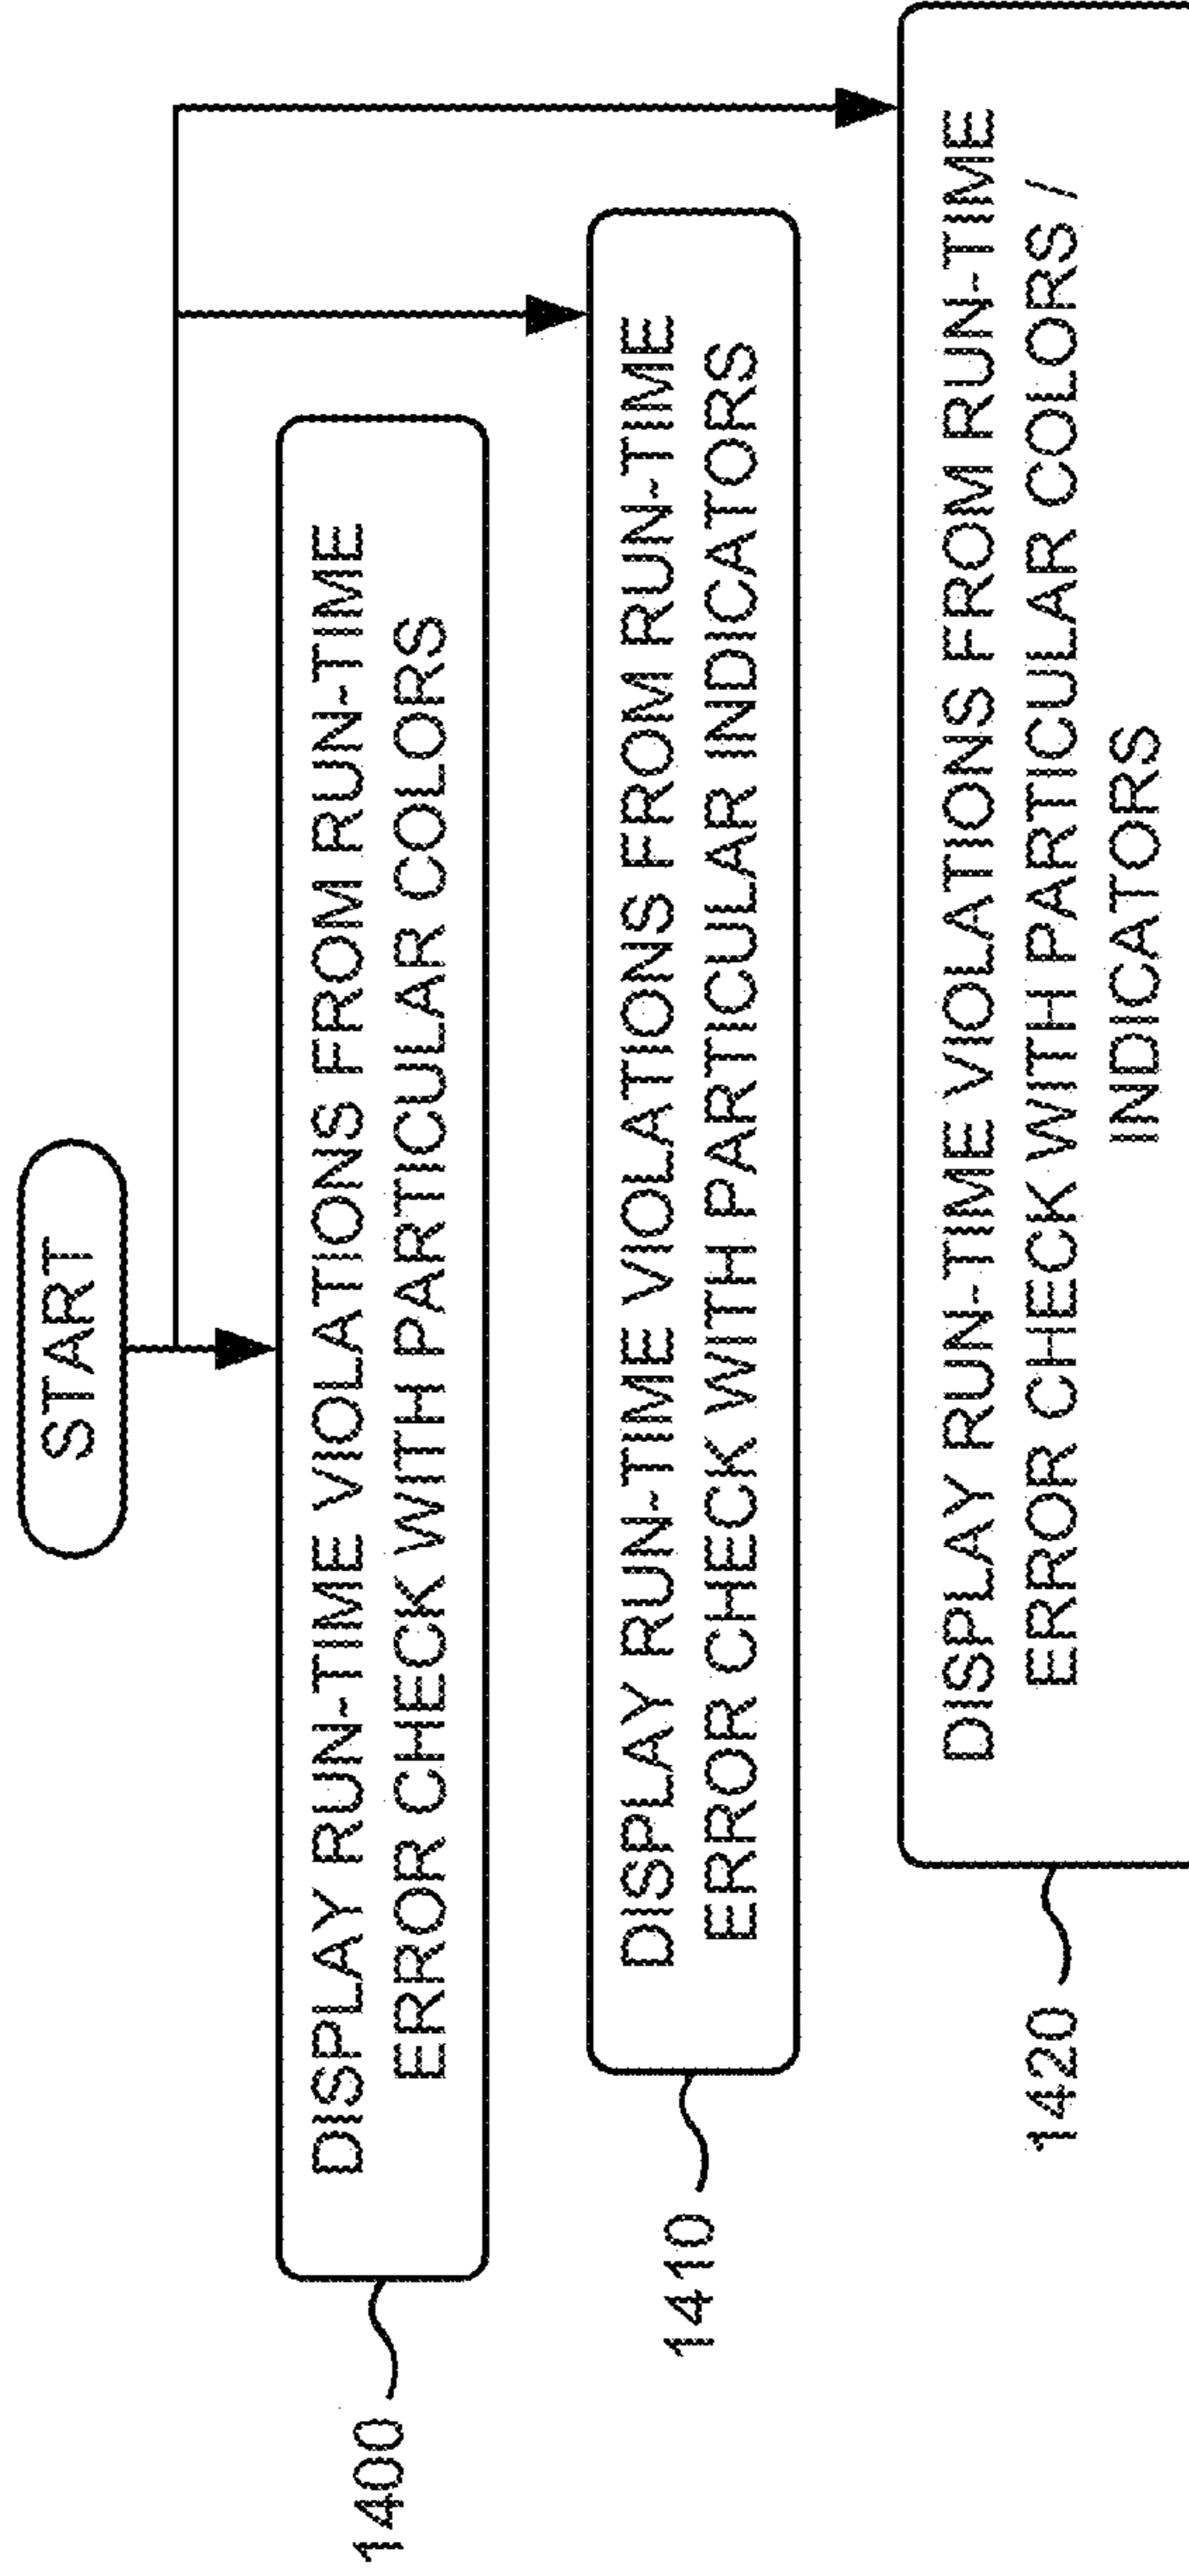 START
DISPLAY RUN-TIME VIOLATIONS FROM RUN-TIME
ERROR CHECK WITH PARTICULAR COLORS
1400
DISPLAY RUN-TIME VIOLATIONS FROM RUN-TIME
ERROR CHECK WITH PARTICULAR INDICATORS
1410
DISPLAY RUN-TIME VIOLATIONS FROM RUN-TIME
ERROR CHECK WITH PARTICULAR COLORS /
INDICATORS
1420